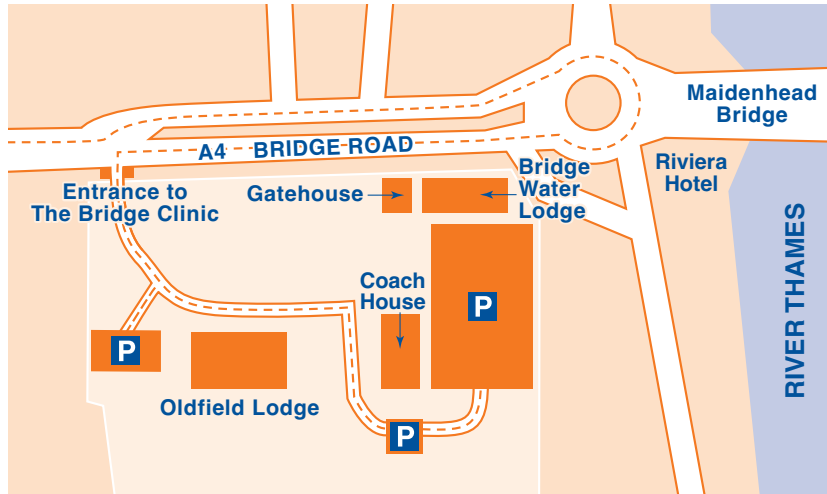 Maidenhead
Bridge
A4 BRIDGE ROAD
Riviera
Hotel
Entrance to
The Bridge Clinic
Gatehouse
Bridge
Water
Lodge
Coach
House
P
P
Oldfield Lodge
P
RIVER THAMES